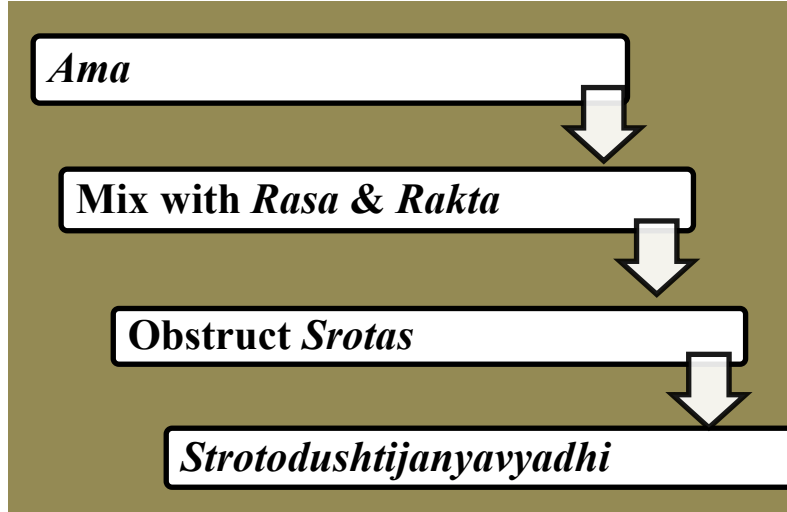 Ama
Mix with Rasa & Rakta
Obstruct Srotas
Strotodushtijanyavyadhi